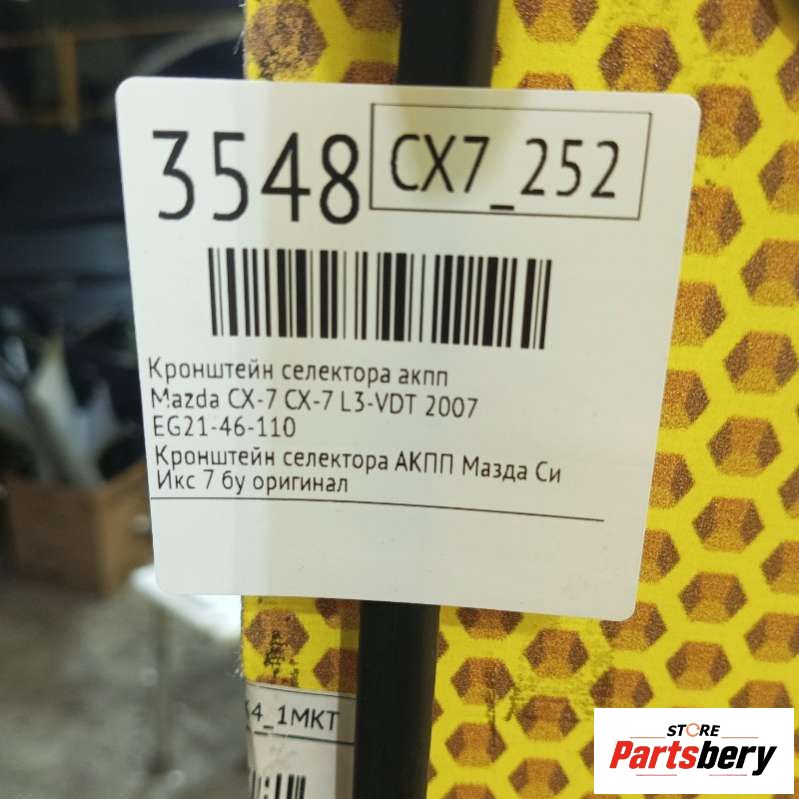 3548
CX7_252
Кронштейн селектора акпп
Mazda CX-7 CX-7 L3-VDT 2007
EG21-46-110
Кронштейн селектора АКПП Мазда Си
Икс 7 бу оригинал
4_1MKT
STORE
Partsbery